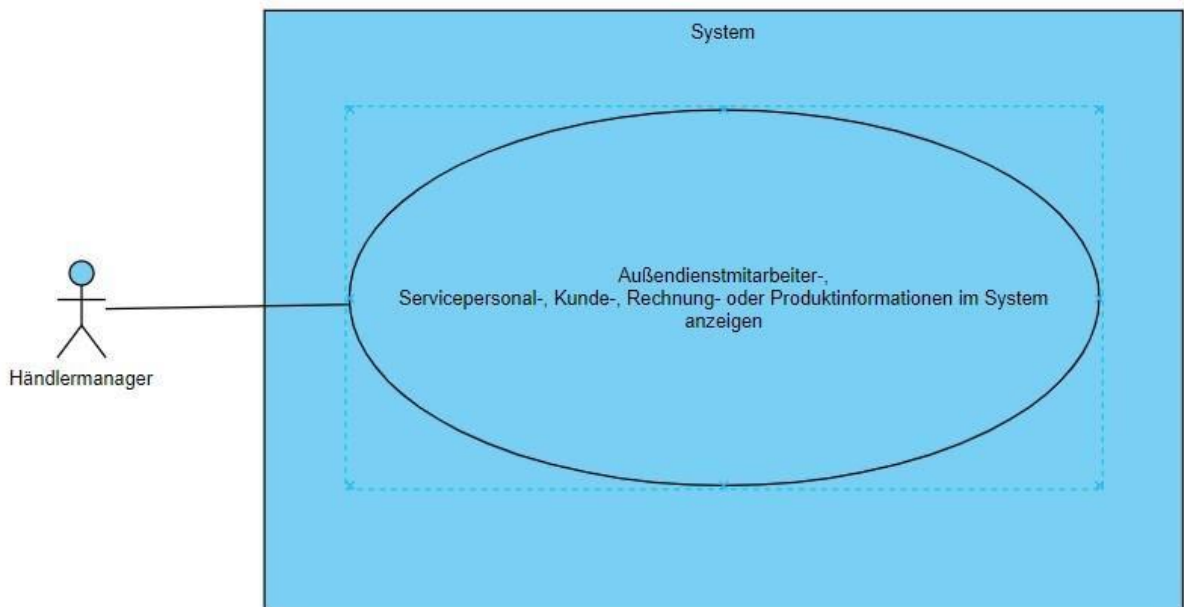 System
Außendienstmitarbeiter-,
Servicepersonal-, Kunde-, Rechnung- oder Produktinformationen im System
anzeigen
Händlermanager